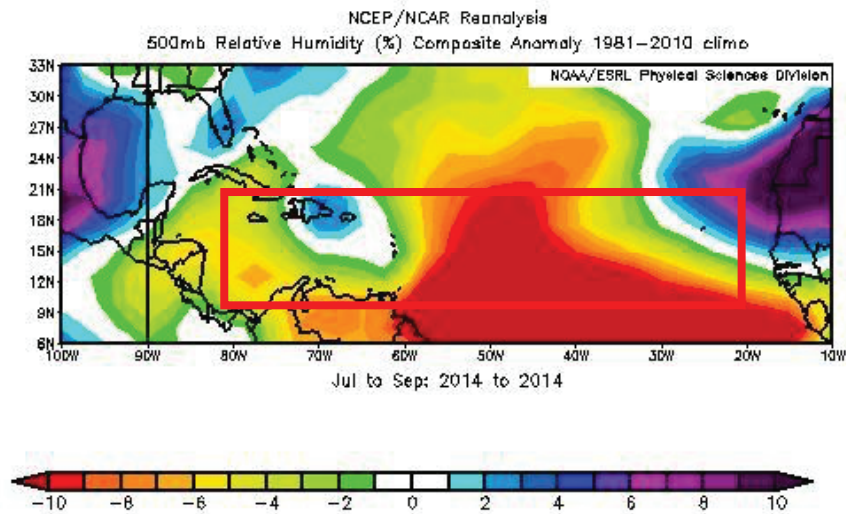 NCEP/NCAR Reanalysis
500mb Relative Humidity (%) Composite Anomaly 1981-2010 climo
NOAA/ESRL Physical Sciences Division
33N
30N
27N
24N
21N
18N
15N
12N
9N
6N
100W 90W 80W 70W 60W 50W 40W 30W 20W 10W
Jul to Sep: 2014 to 2014
-10 -8 -6 -4 -2 0 2 4 6 8 10